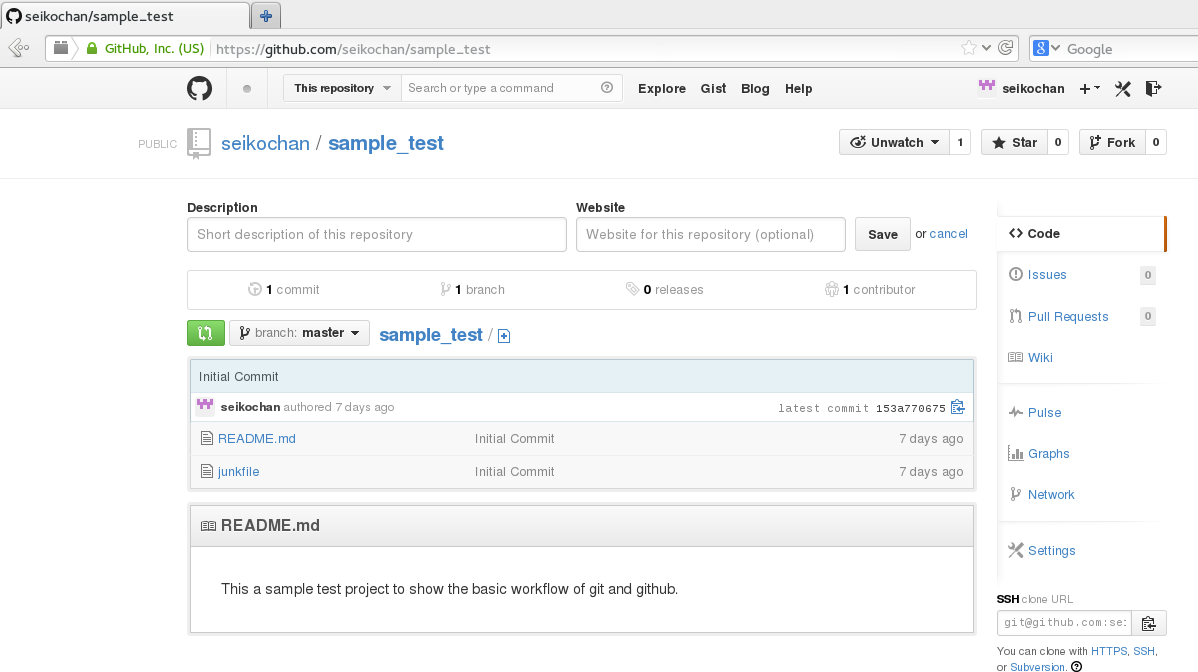 seikochan/sample_test
GitHub, Inc. (US) https://github.com/seikochan/sample_test
8 Google
This repository Search or type a command Explore Gist Blog Help seikochan
PUBLIC seikochan / sample_test Unwatch 1 Star 0 Fork 0
Description Website
Short description of this repository Website for this repository (optional) Save or cancel
1 commit 1 branch 0 releases 1 contributor
branch: master sample_test /
Initial Commit
seikochan authored 7 days ago latest commit 153a770675
README.md Initial Commit 7 days ago
junkfile Initial Commit 7 days ago
README.md
This a sample test project to show the basic workflow of git and github.
Code
Issues 0
Pull Requests 0
Wiki
Pulse
Graphs
Network
Settings
SSH clone URL
git@github.com:sei
You can clone with HTTPS, SSH,
or Subversion.